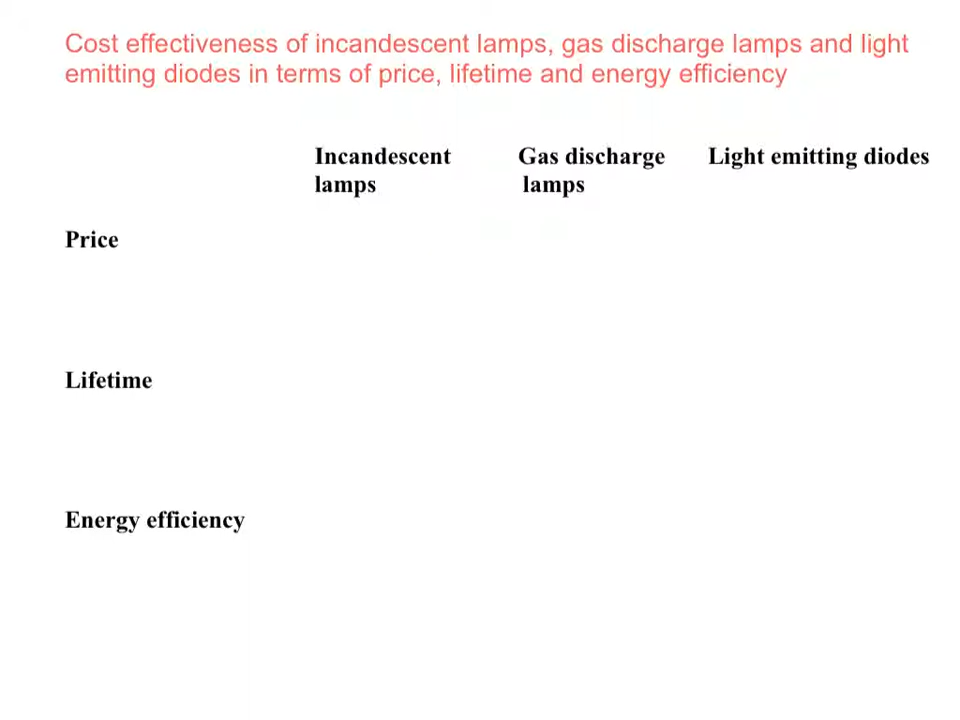 Cost effectiveness of incandescent lamps, gas discharge lamps and light
emitting diodes in terms of price, lifetime and energy efficiency
Incandescent lamps
Gas discharge lamps
Light emitting diodes
Price
Lifetime
Energy efficiency